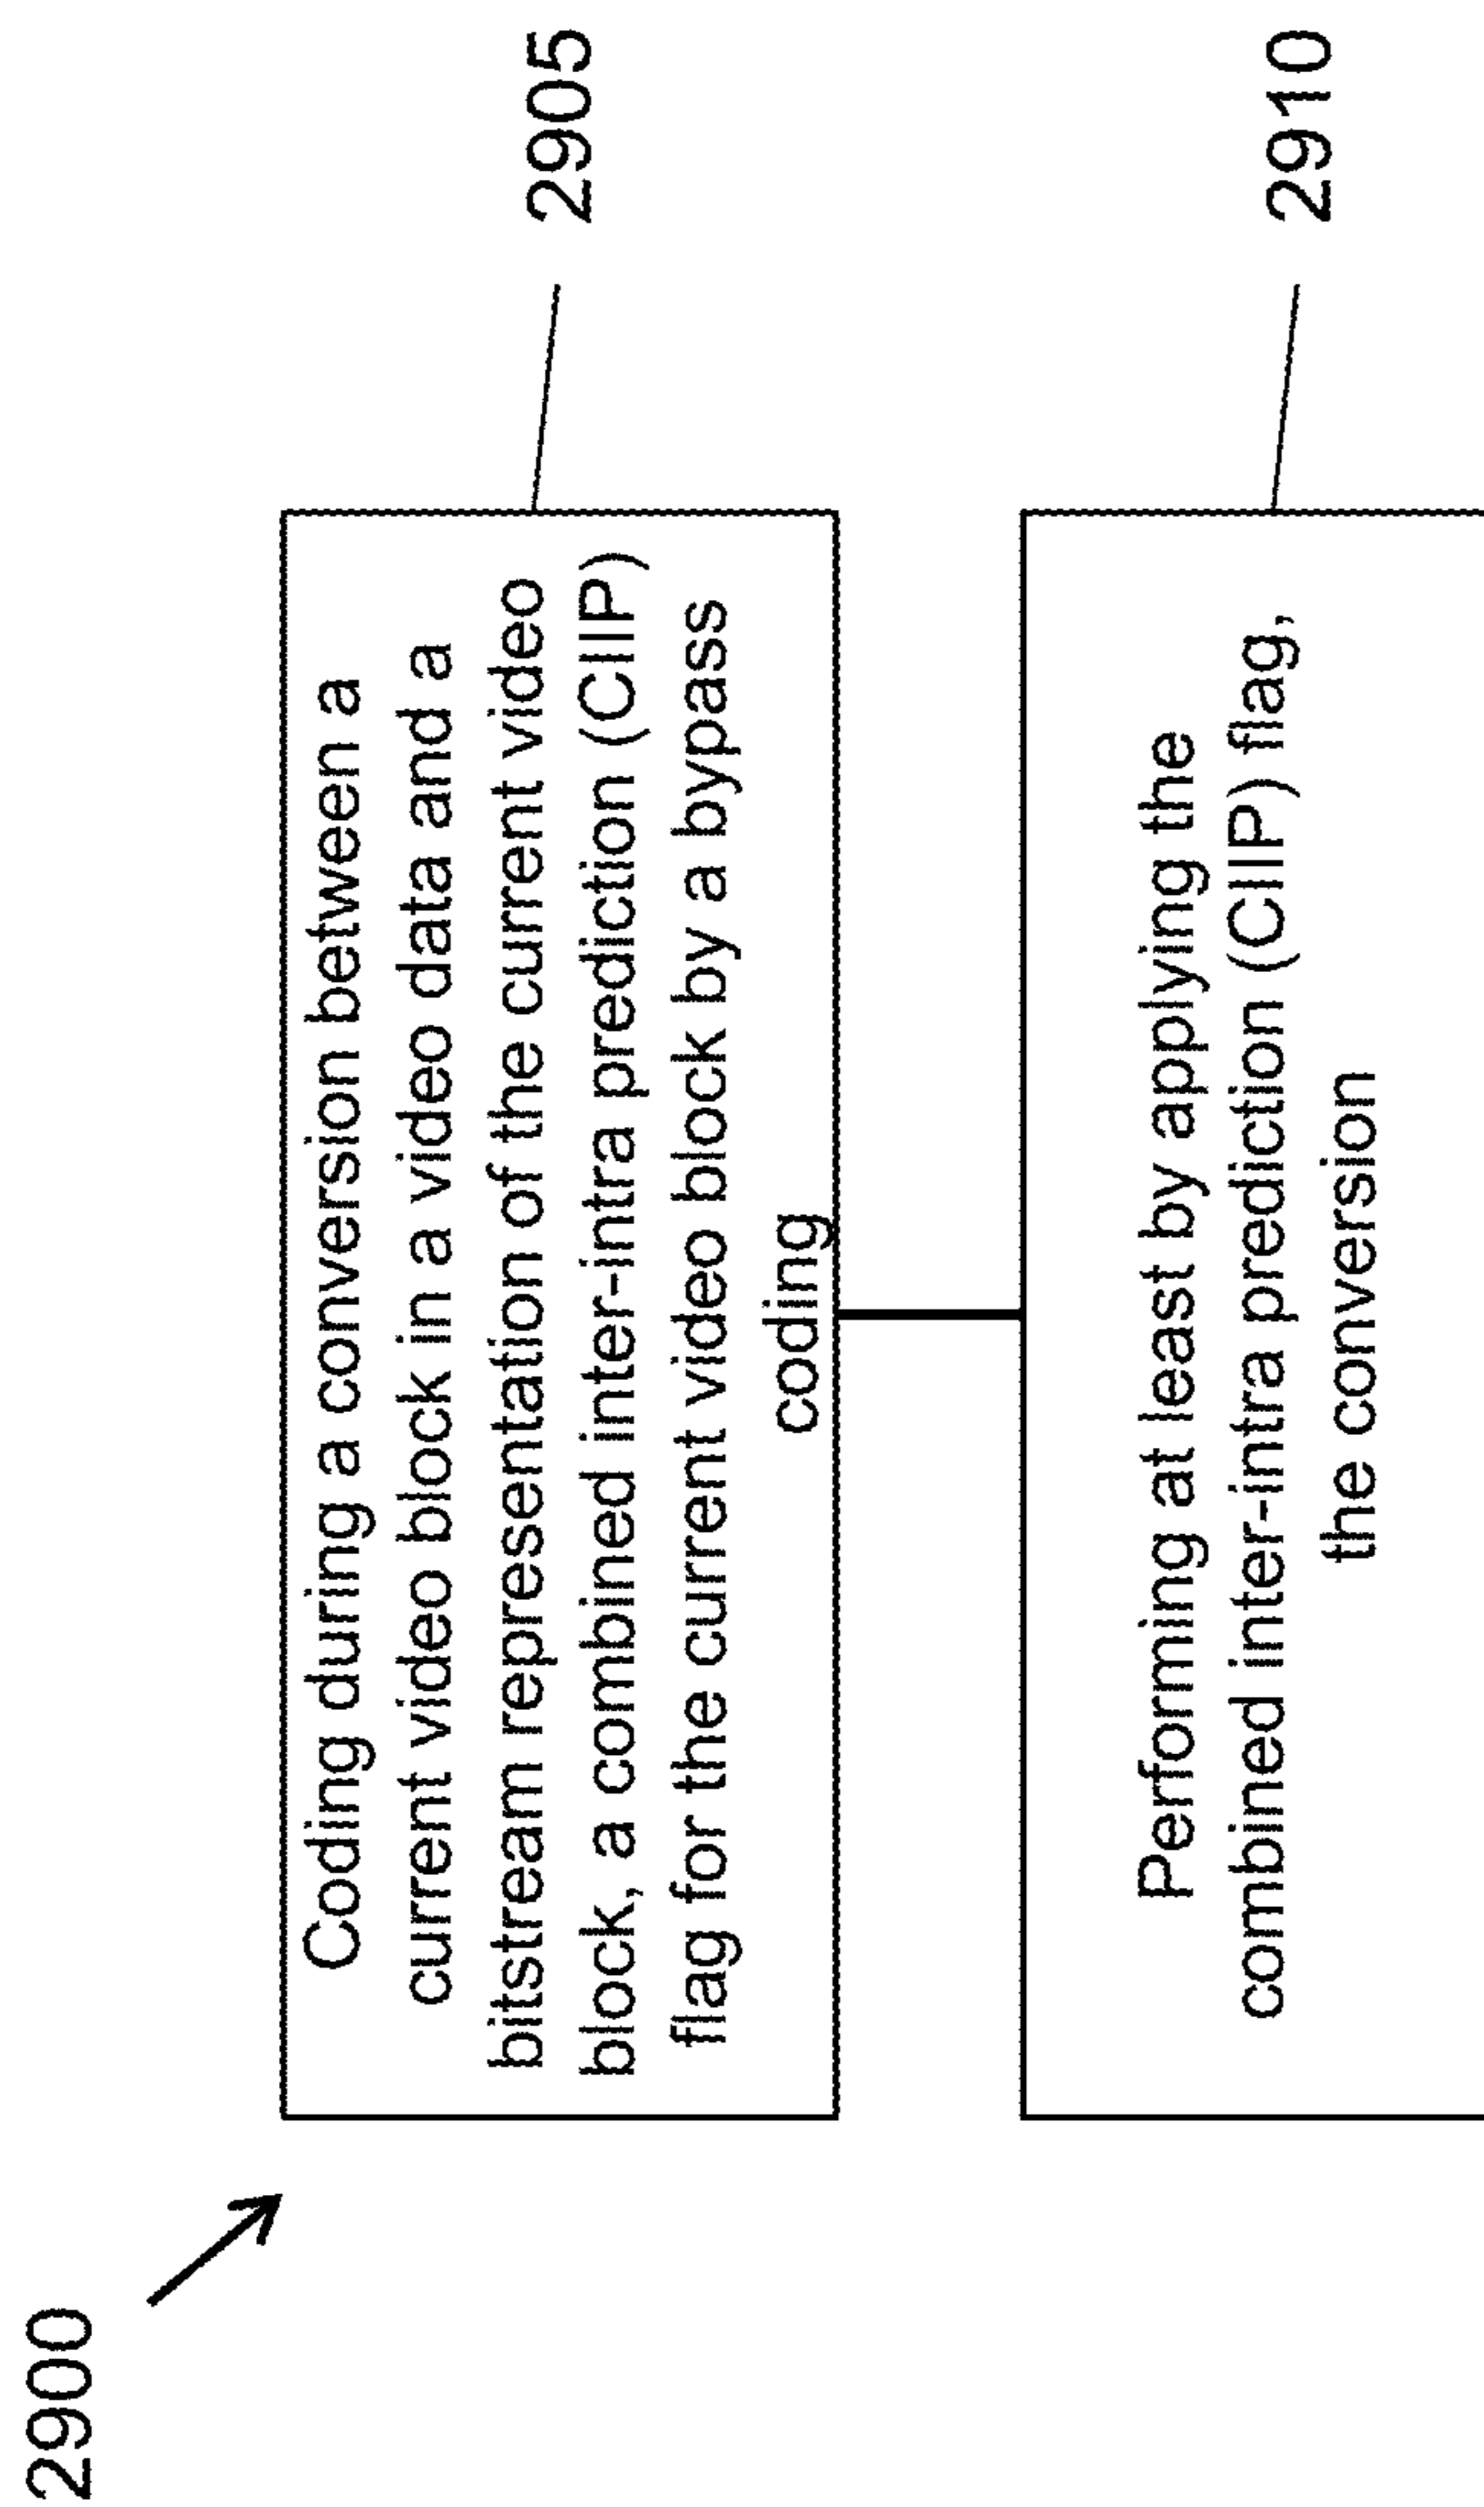 2900
Coding during a conversion between a
current video block in a video data and a
bitstream representation of the current video
block, a combined inter-intra prediction (CIIP)
flag for the current video block by a bypass
coding
2905
Performing at least by applying the
combined inter-intra prediction (CIIP) flag,
the conversion
2910